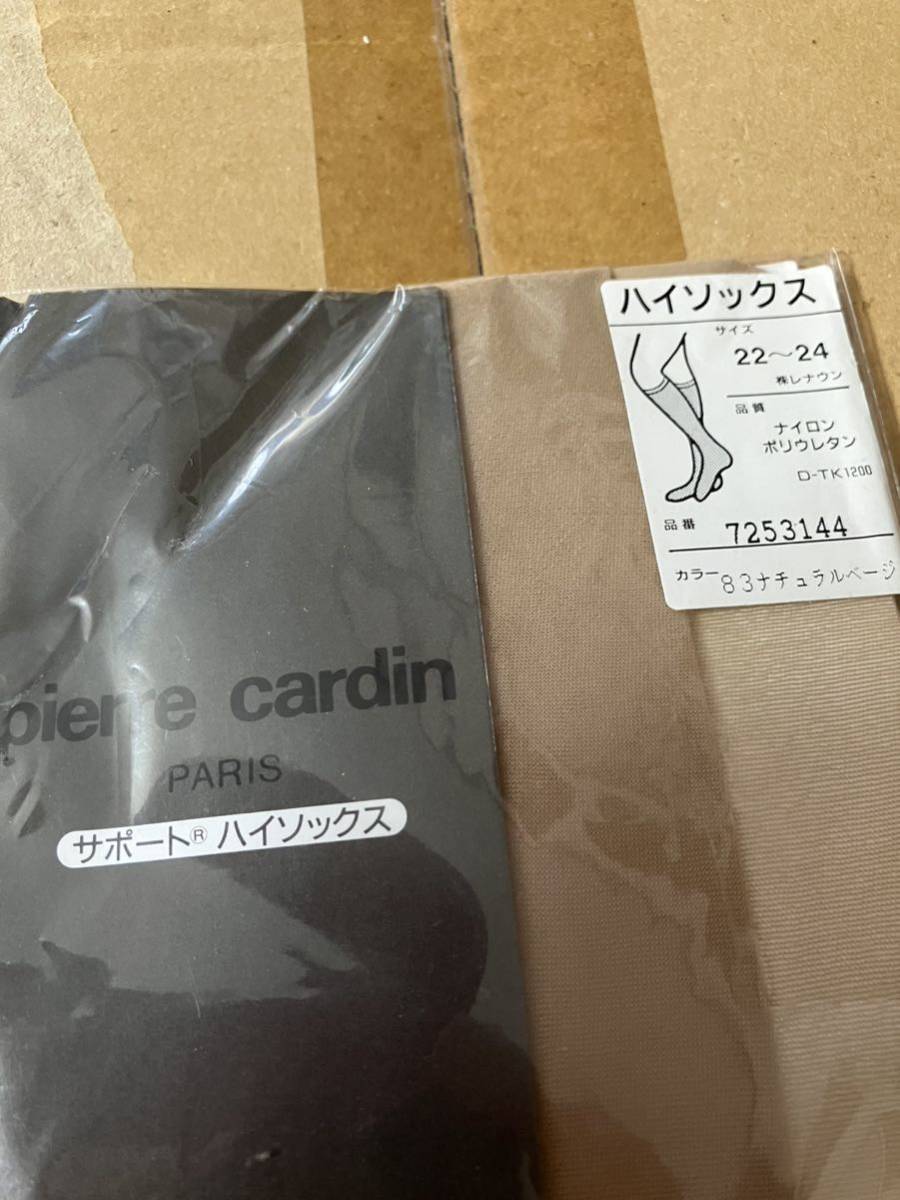 ハイソックス
サイズ
22〜24
㈱レナウン
品質
ナイロン
ポリウレタン
D-TK1200
品番
7253144
カラー 83ナチュラルベージ
pierre cardin
PARIS
サポート® ハイソックス